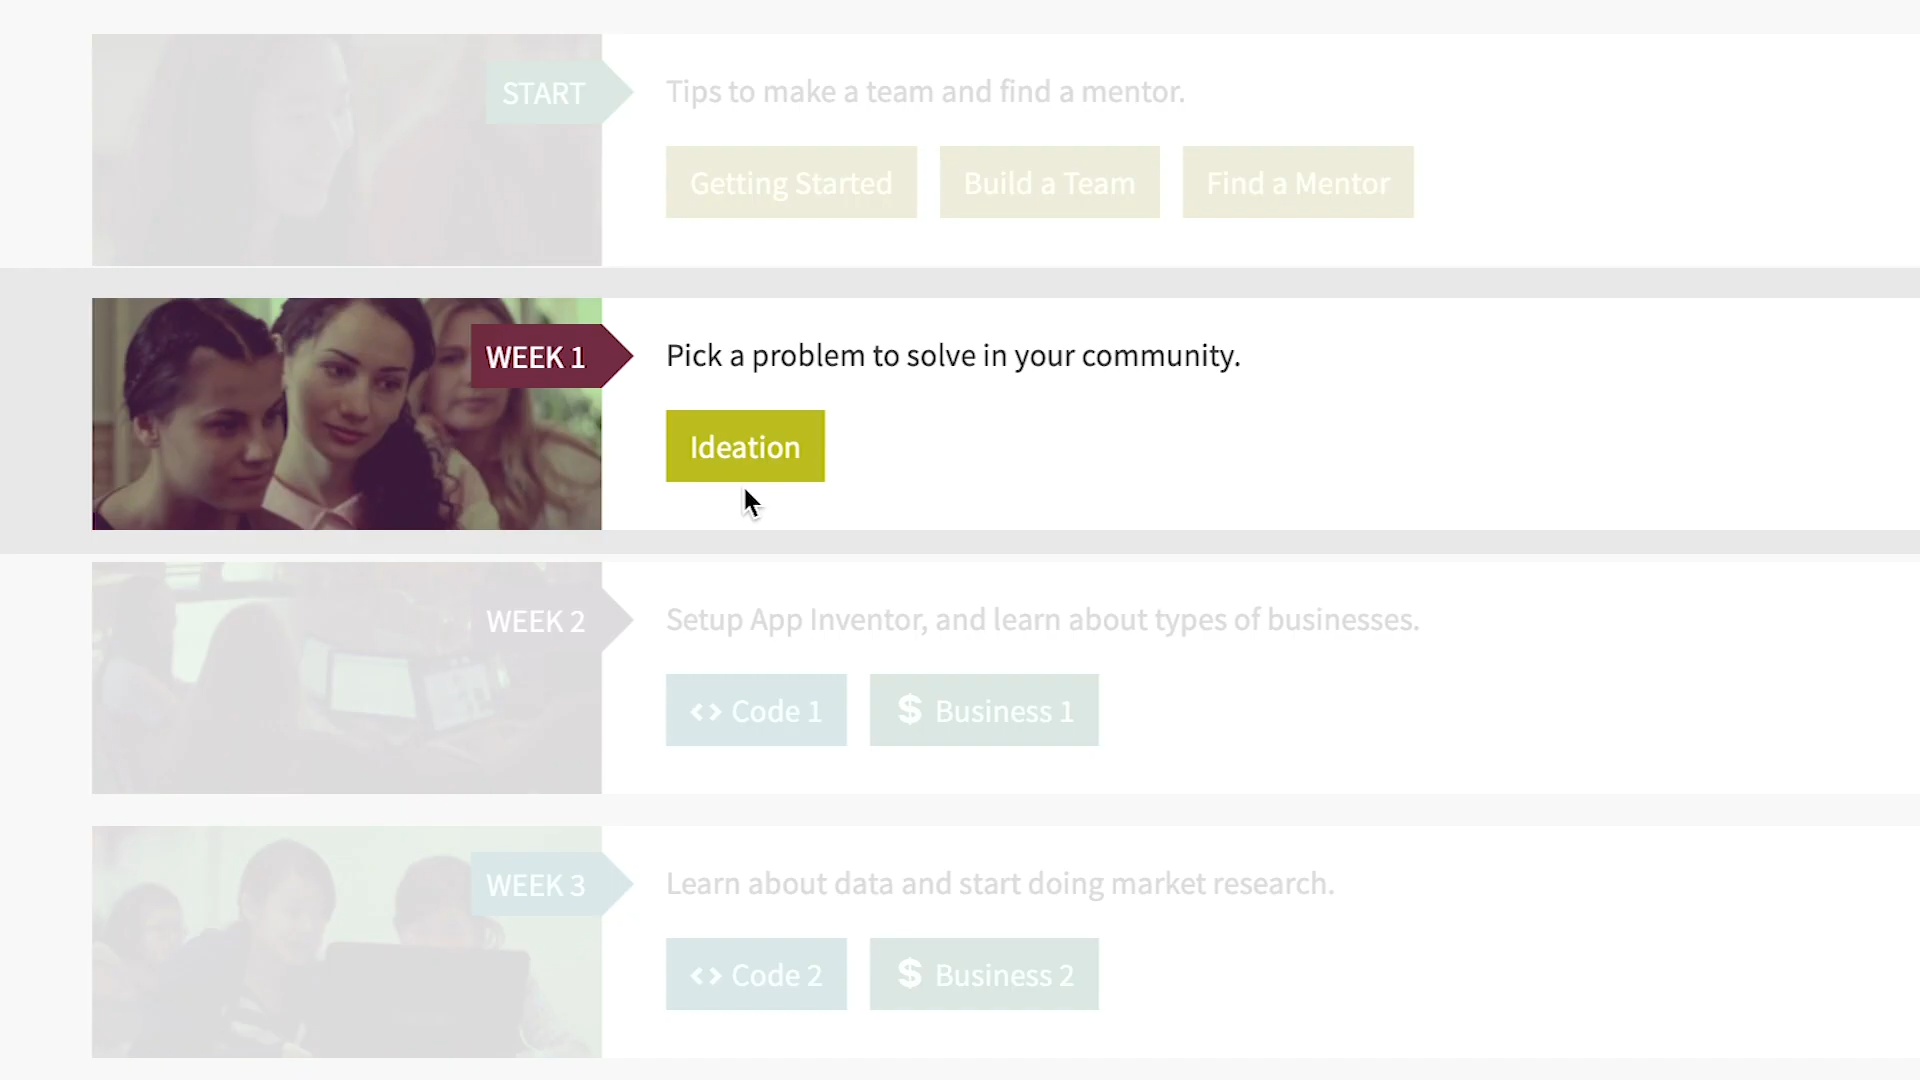 START
Tips to make a team and find a mentor.
Getting Started
Build a Team
Find a Mentor
WEEK 1
Pick a problem to solve in your community.
Ideation
WEEK 2
Setup App Inventor, and learn about types of businesses.
<> Code 1
$ Business 1
WEEK 3
Learn about data and start doing market research.
<> Code 2
$ Business 2